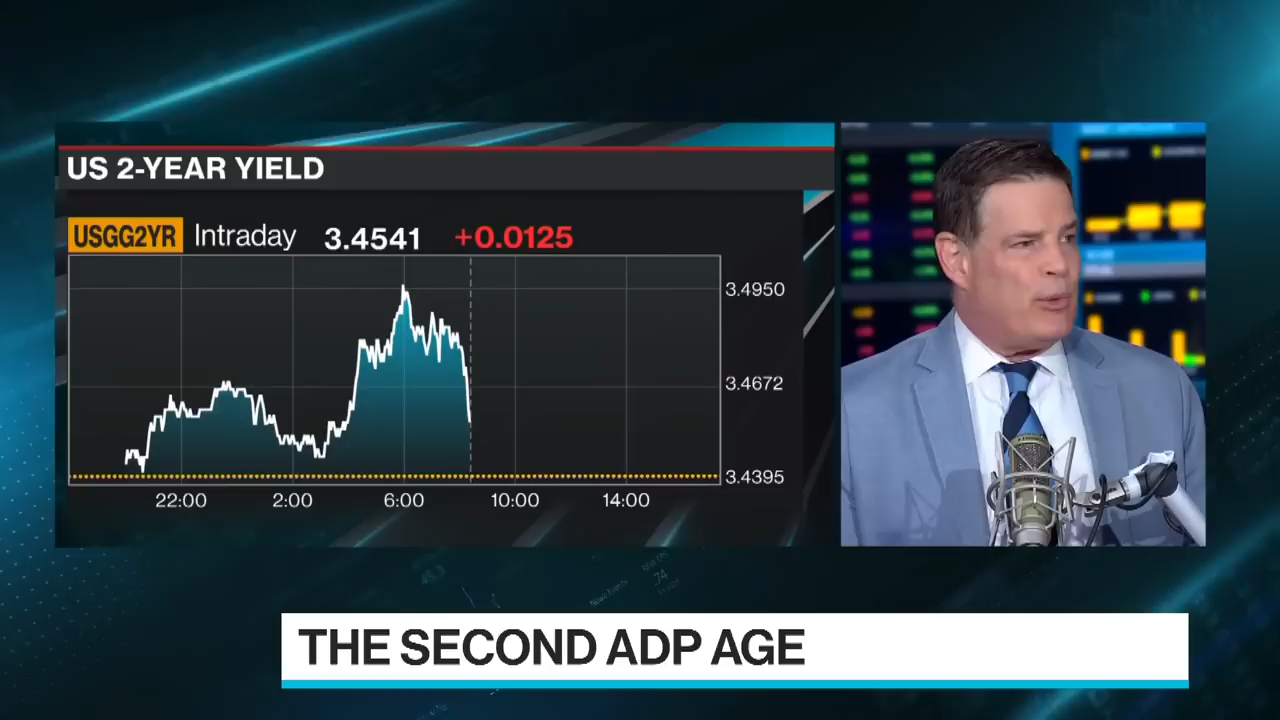 US 2-YEAR YIELD
USGG2YR Intraday 3.4541 +0.0125
3.4950
3.4672
3.4395
22:00 2:00 6:00 10:00 14:00
THE SECOND ADP AGE